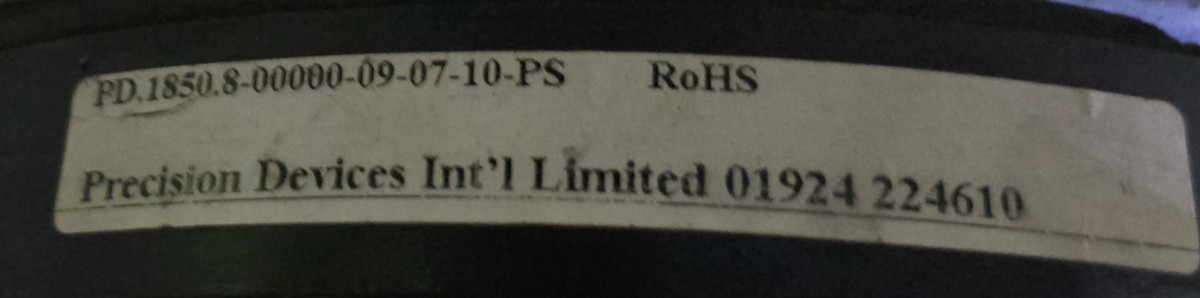 PD.1850.8-00000-09-07-10-PS RoHS
Precision Devices Int'l Limited 01924 224610